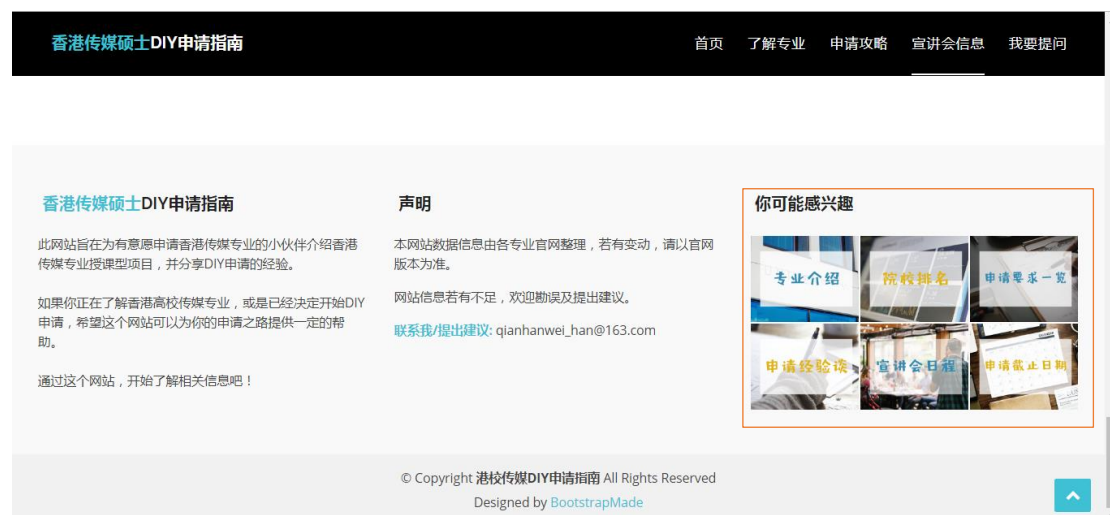 香港传媒硕士DIY申请指南
首页 了解专业 申请攻略 宣讲会信息 我要提问
香港传媒硕士DIY申请指南
此网站旨在为有意愿申请香港传媒专业的小伙伴介绍香港
传媒专业授课型项目，并分享DIY申请的经验。
如果你正在了解香港高校传媒专业，或是已经决定开始DIY
申请，希望这个网站可以为你的申请之路提供一定的帮
助。
通过这个网站，开始了解相关信息吧！
声明
本网站数据信息由各专业官网整理，若有变动，请以官网
版本为准。
网站信息若有不足，欢迎勘误及提出建议。
联系我/提出建议: qianhanwei_han@163.com
你可能感兴趣
专业介绍 院校排名 申请要求一览
申请经验谈 宣讲会日程 申请截止日期
© Copyright 港校传媒DIY申请指南 All Rights Reserved
Designed by BootstrapMade